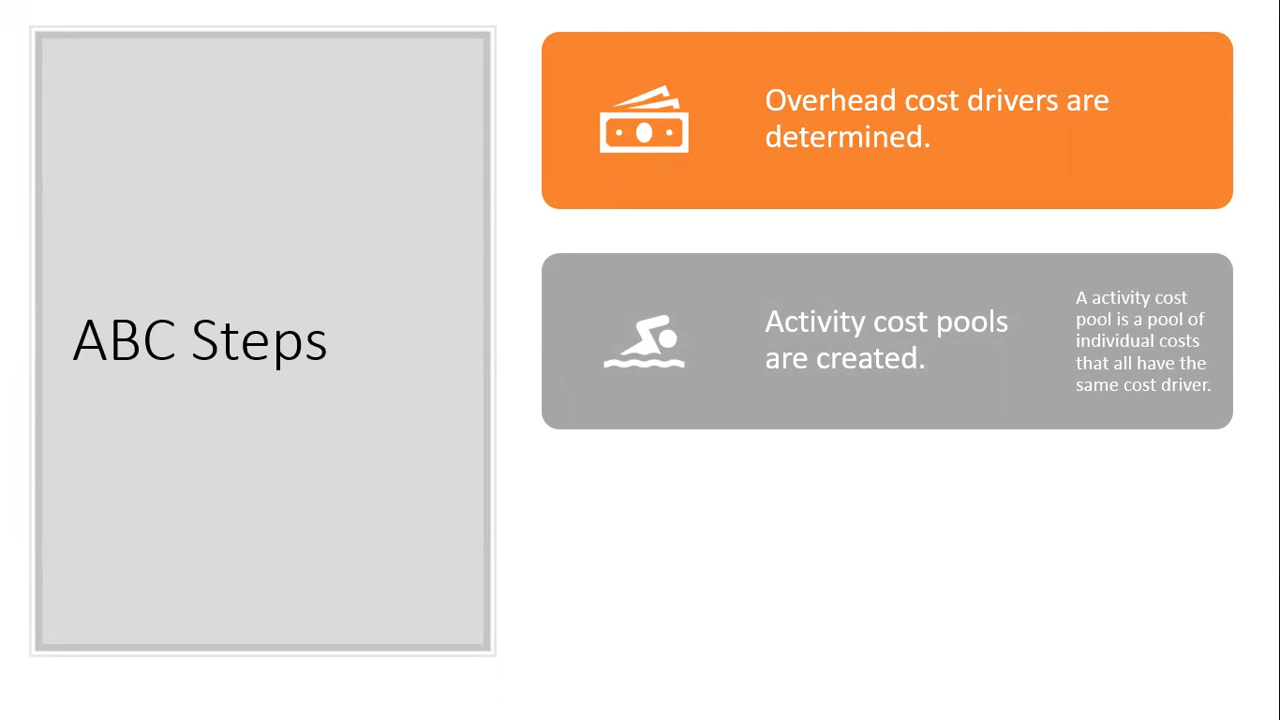 ABC Steps
Overhead cost drivers are
determined.
Activity cost pools
are created.
A activity cost
pool is a pool of
individual costs
that all have the
same cost driver.